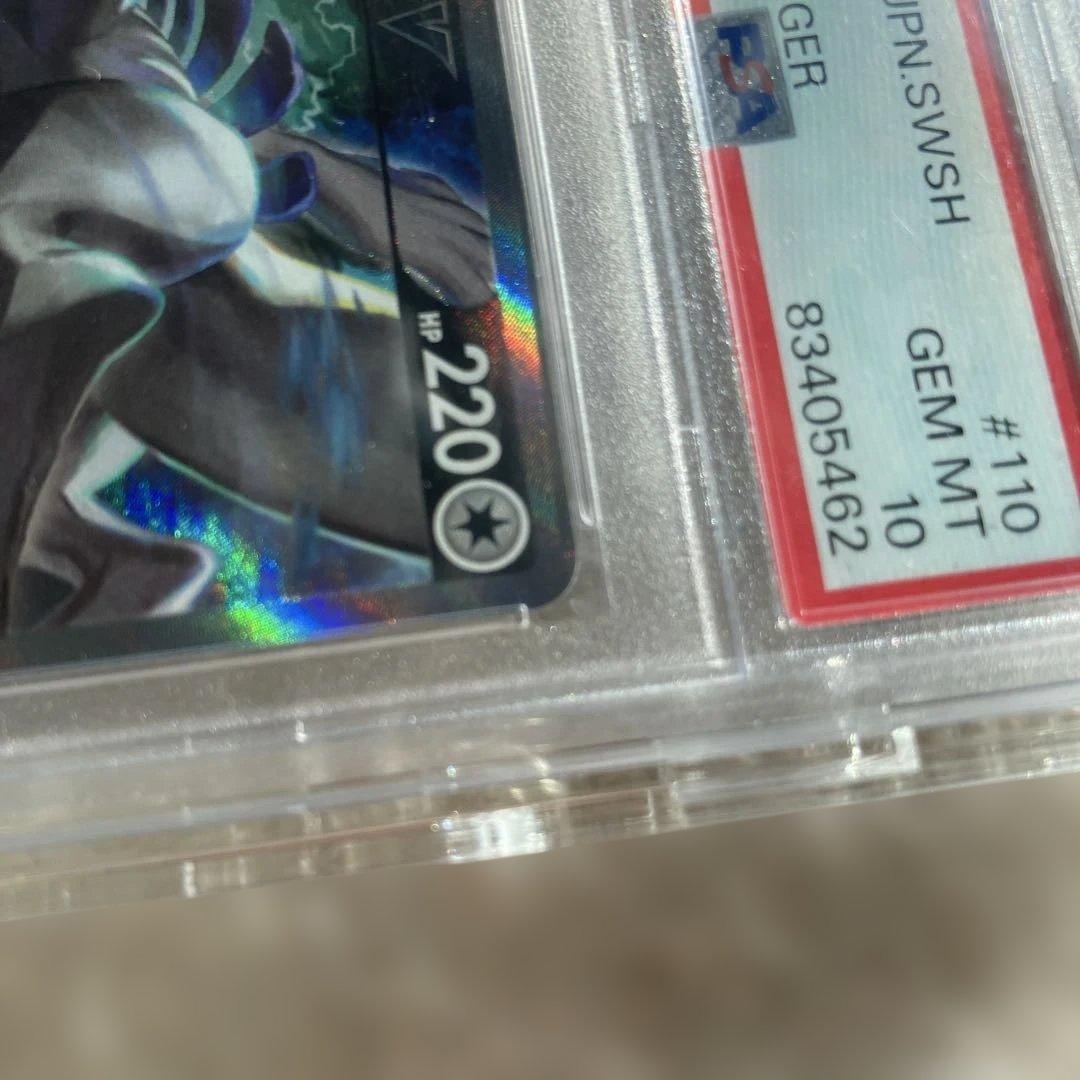 JPN.SWSH
#110
GER
GEM MT
10
PSA
83405462
V
HP 220